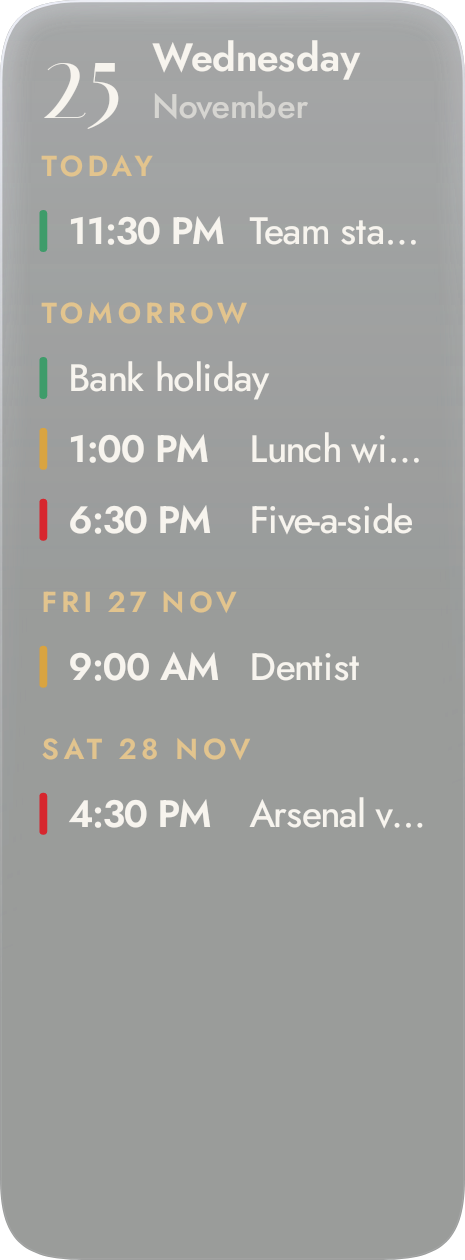 25 Wednesday
November
TODAY
11:30 PM Team sta...
TOMORROW
Bank holiday
1:00 PM Lunch wi...
6:30 PM Five-a-side
FRI 27 NOV
9:00 AM Dentist
SAT 28 NOV
4:30 PM Arsenal v...